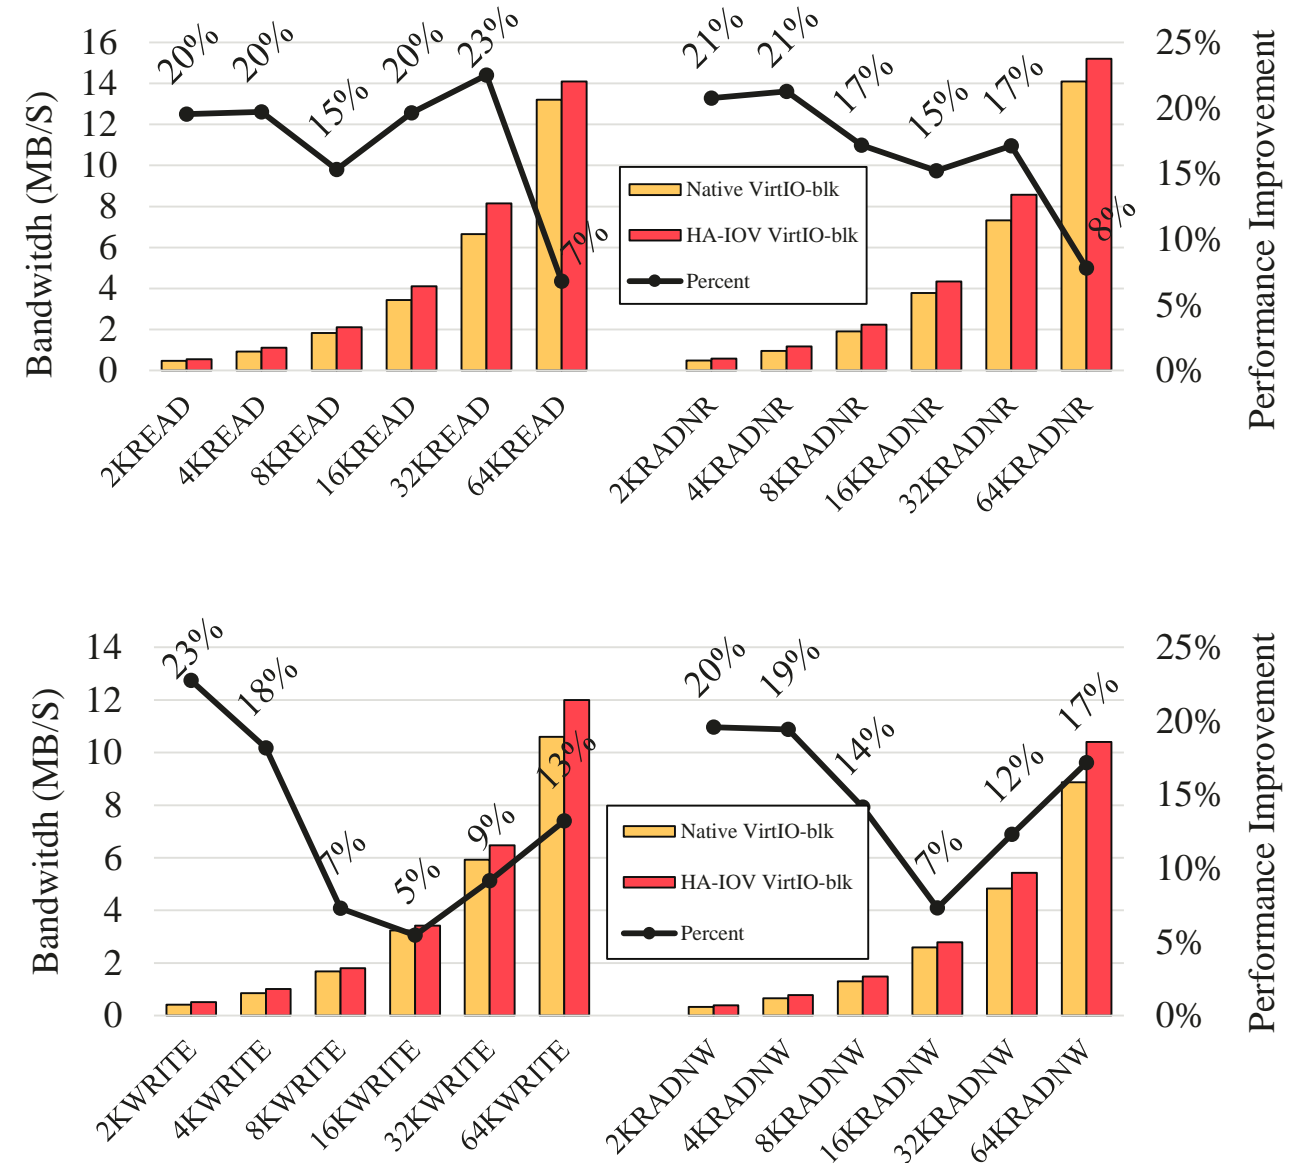 20% 20% 15% 20% 23% 7% 21% 21% 17% 15% 17% 8%
Bandwitdh (MB/S)
16
14
12
10
8
6
4
2
0
25%
20%
15%
10%
5%
0%
Performance Improvement
Native VirtIO-blk
HA-IOV VirtIO-blk
Percent
2KREAD 4KREAD 8KREAD 16KREAD 32KREAD 64KREAD 2KRADNR 4KRADNR 8KRADNR 16KRADNR 32KRADNR 64KRADNR
23% 18% 7% 5% 9% 13% 20% 19% 14% 7% 12% 17%
Bandwitdh (MB/S)
14
12
10
8
6
4
2
0
25%
20%
15%
10%
5%
0%
Performance Improvement
Native VirtIO-blk
HA-IOV VirtIO-blk
Percent
2KWRITE 4KWRITE 8KWRITE 16KWRITE 32KWRITE 64KWRITE 2KRADNW 4KRADNW 8KRADNW 16KRADNW 32KRADNW 64KRADNW